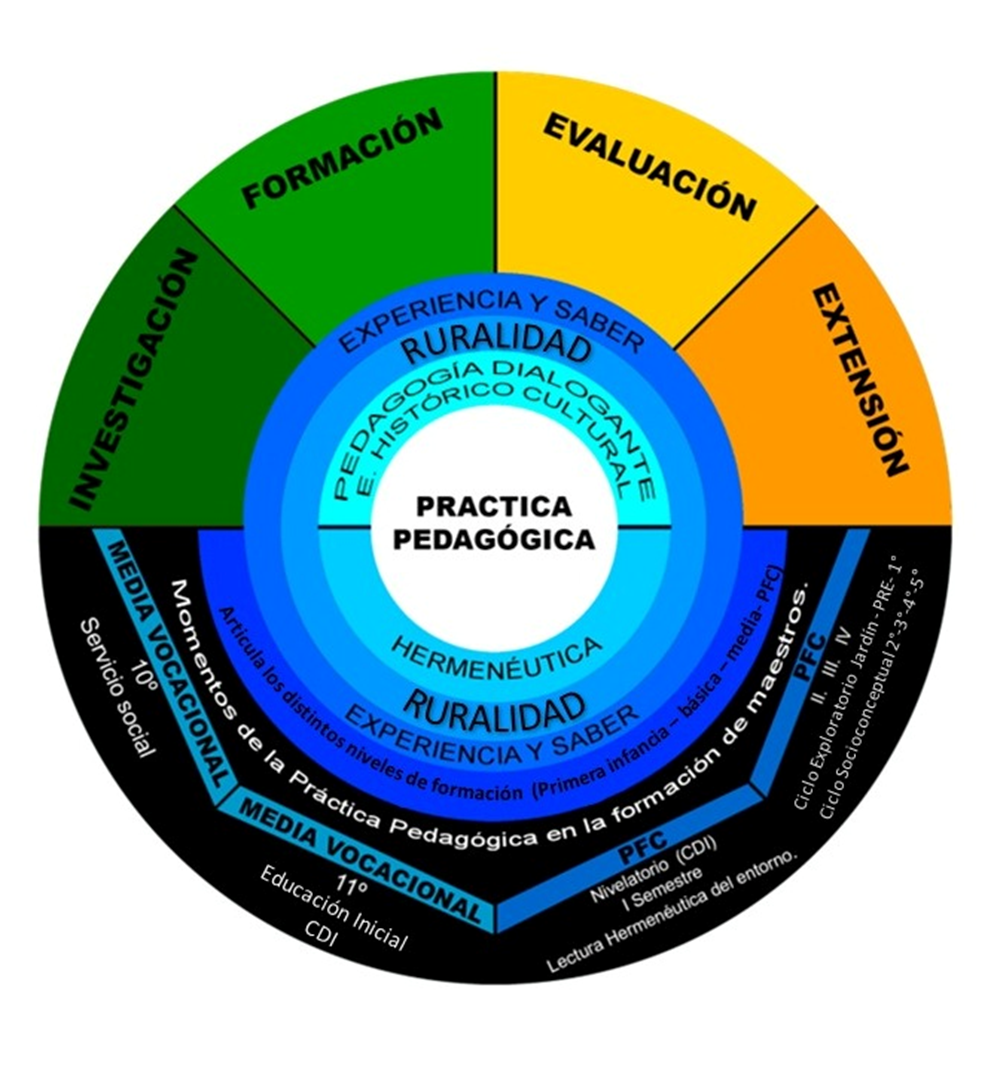 FORMACIÓN
EVALUACIÓN
INVESTIGACIÓN
EXTENSIÓN
EXPERIENCIA Y SABER
RURALIDAD
PEDAGOGÍA DIALOGANTE
E. HISTÓRICO CULTURAL
PRACTICA
PEDAGÓGICA
HERMENÉUTICA
RURALIDAD
EXPERIENCIA Y SABER
Articula los distintos niveles de formación (Primera infancia – básica – media- PFC)
Momentos de la Práctica Pedagógica en la formación de maestros.
MEDIA VOCACIONAL
10º
Servicio social
MEDIA VOCACIONAL
11º
Educación Inicial
CDI
PFC
Nivelatorio (CDI)
I Semestre
Lectura Hermenéutica del entorno.
PFC
II. III. IV
Ciclo Exploratorio Jardín - PRE- 1°
Ciclo Socioconceptual 2°-3°-4°-5°